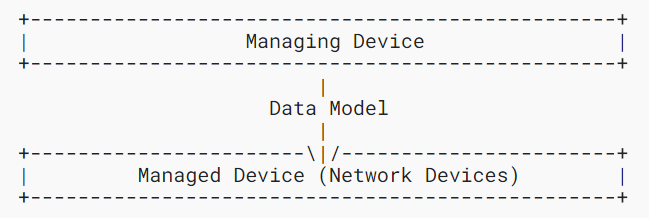 +-------------------------------------------------+
|                  Managing Device                |
+-------------------------------------------------+
                         |
                     Data Model
                         |
+-----------------------\|/-----------------------+
|         Managed Device (Network Devices)        |
+-------------------------------------------------+